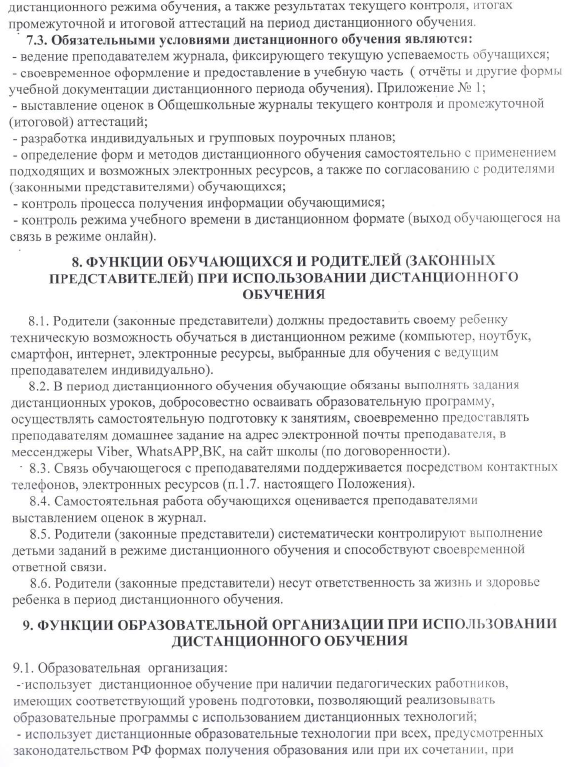 дистанционного режима обучения, а также результатах текущего контроля, итогах
промежуточной и итоговой аттестаций на период дистанционного обучения.
7.3. Обязательными условиями дистанционного обучения являются:
- ведение преподавателем журнала, фиксирующего текущую успеваемость обучащихся;
- своевременное оформление и предоставление в учебную часть ( отчёты и другие формы
учебной документации дистанционного периода обучения). Приложение № 1;
- выставление оценок в Общешкольные журналы текущего контроля и промежуточной
(итоговой) аттестаций;
- разработка индивидуальных и групповых поурочных планов;
- определение форм и методов дистанционного обучения самостоятельно с применением
подходящих и возможных электронных ресурсов, а также по согласованию с родителями
(законными представителями) обучающихся;
- контроль процесса получения информации обучающимися;
- контроль режима учебного времени в дистанционном формате (выход обучающегося на
связь в режиме онлайн).
8. ФУНКЦИИ ОБУЧАЮЩИХСЯ И РОДИТЕЛЕЙ (ЗАКОННЫХ
ПРЕДСТАВИТЕЛЕЙ) ПРИ ИСПОЛЬЗОВАНИИ ДИСТАНЦИОННОГО
ОБУЧЕНИЯ
8.1. Родители (законные представители) должны предоставить своему ребенку
техническую возможность обучаться в дистанционном режиме (компьютер, ноутбук,
смартфон, интернет, электронные ресурсы, выбранные для обучения с ведущим
преподавателем индивидуально).
8.2. В период дистанционного обучения обучающие обязаны выполнять задания
дистанционных уроков, добросовестно осваивать образовательную программу,
осуществлять самостоятельную подготовку к занятиям, своевременно предоставлять
преподавателям домашнее задание на адрес электронной почты преподавателя, в
мессенджеры Viber, WhatsAPP,ВК, на сайт школы (по договоренности).
8.3. Связь обучающегося с преподавателями поддерживается посредством контактных
телефонов, электронных ресурсов (п.1.7. настоящего Положения).
8.4. Самостоятельная работа обучающихся оценивается преподавателями
выставлением оценок в журнал.
8.5. Родители (законные представители) систематически контролируют выполнение
детьми заданий в режиме дистанционного обучения и способствуют своевременной
ответной связи.
8.6. Родители (законные представители) несут ответственность за жизнь и здоровье
ребенка в период дистанционного обучения.
9. ФУНКЦИИ ОБРАЗОВАТЕЛЬНОЙ ОРГАНИЗАЦИИ ПРИ ИСПОЛЬЗОВАНИИ
ДИСТАНЦИОННОГО ОБУЧЕНИЯ
9.1. Образовательная организация:
- использует дистанционное обучение при наличии педагогических работников,
имеющих соответствующий уровень подготовки, позволяющий реализовывать
образовательные программы с использованием дистанционных технологий;
- использует дистанционные образовательные технологии при всех, предусмотренных
законодательством РФ формах получения образования или при их сочетании, при